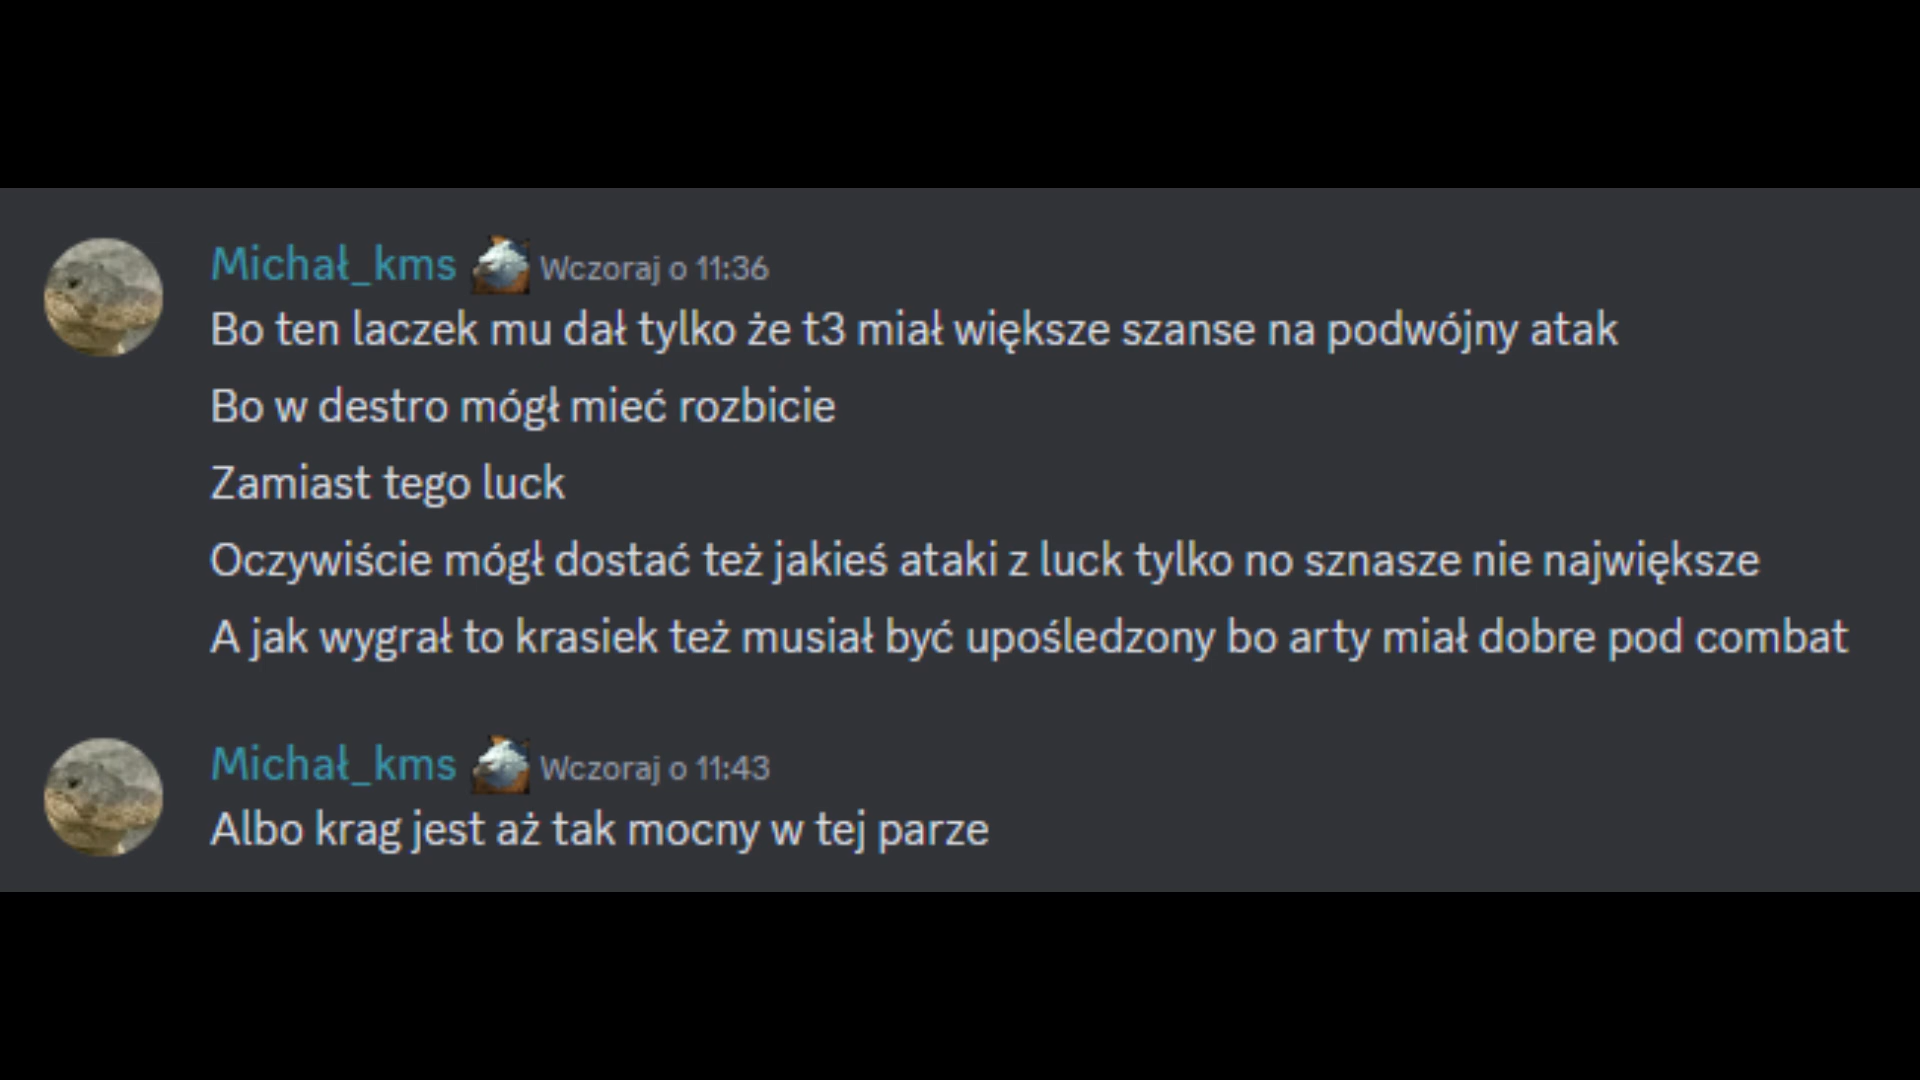 Michał_kms Wczoraj o 11:36
Bo ten laczek mu dał tylko że t3 miał większe szanse na podwójny atak
Bo w destro mógł mieć rozbicie
Zamiast tego luck
Oczywiście mógł dostać też jakieś ataki z luck tylko no sznasze nie największe
A jak wygrał to krasiek też musiał być upośledzony bo arty miał dobre pod combat
Michał_kms Wczoraj o 11:43
Albo krag jest aż tak mocny w tej parze